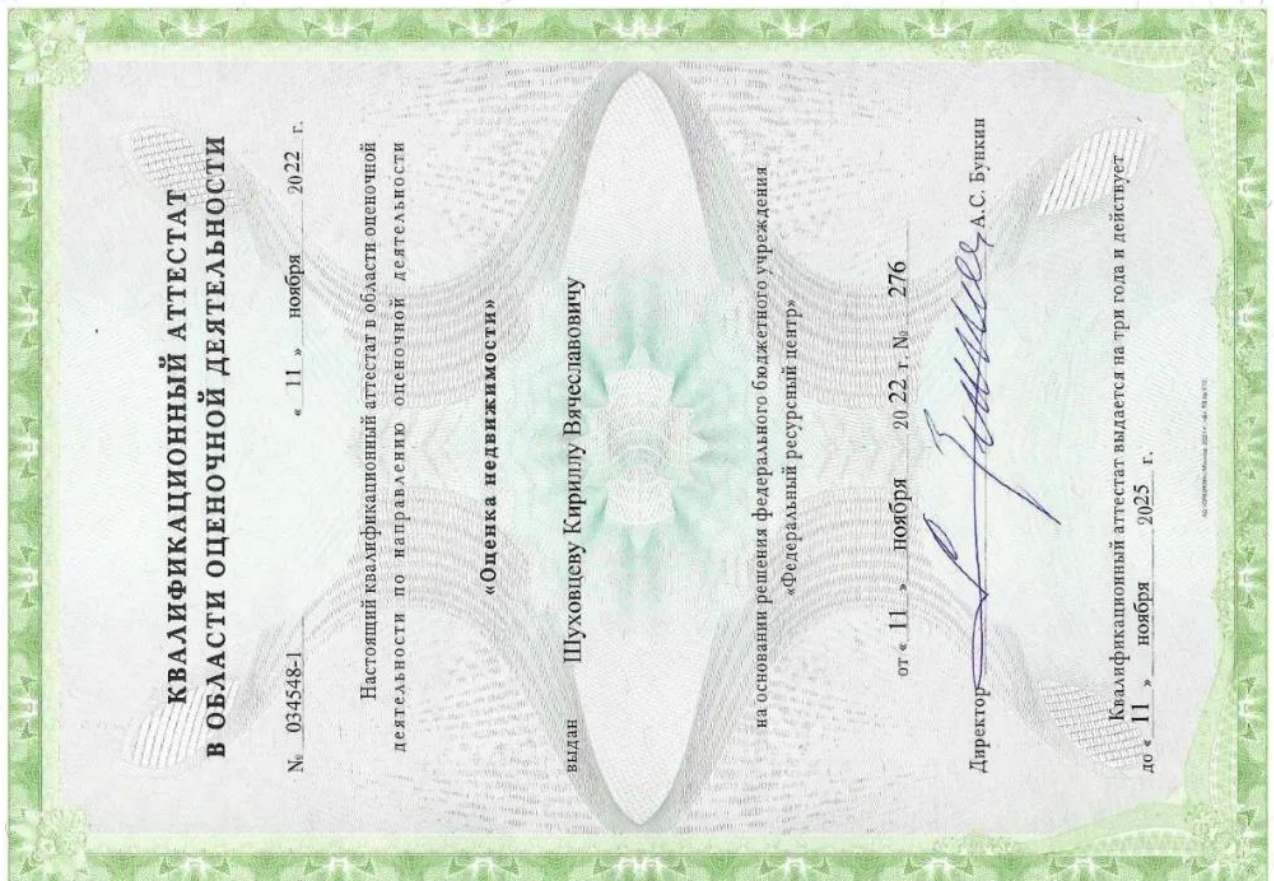 КВАЛИФИКАЦИОННЫЙ АТТЕСТАТ
В ОБЛАСТИ ОЦЕНОЧНОЙ ДЕЯТЕЛЬНОСТИ
№ 034548-1 « 11 » ноября 2022 г.
Настоящий квалификационный аттестат в области оценочной
деятельности по направлению оценочной деятельности
«Оценка недвижимости»
выдан Шуховцеву Кириллу Вячеславовичу
на основании решения федерального бюджетного учреждения
«Федеральный ресурсный центр»
от « 11 » ноября 20 22 г. № 276
Директор А.С. Бункин
Квалификационный аттестат выдается на три года и действует
до « 11 » ноября 2025 г.